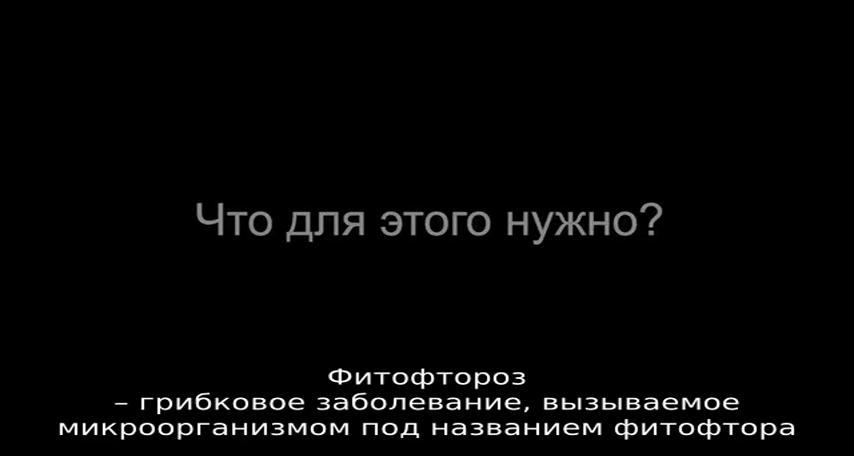 Что для этого нужно?
Фитофтороз
– грибковое заболевание, вызываемое
микроорганизмом под названием фитофтора